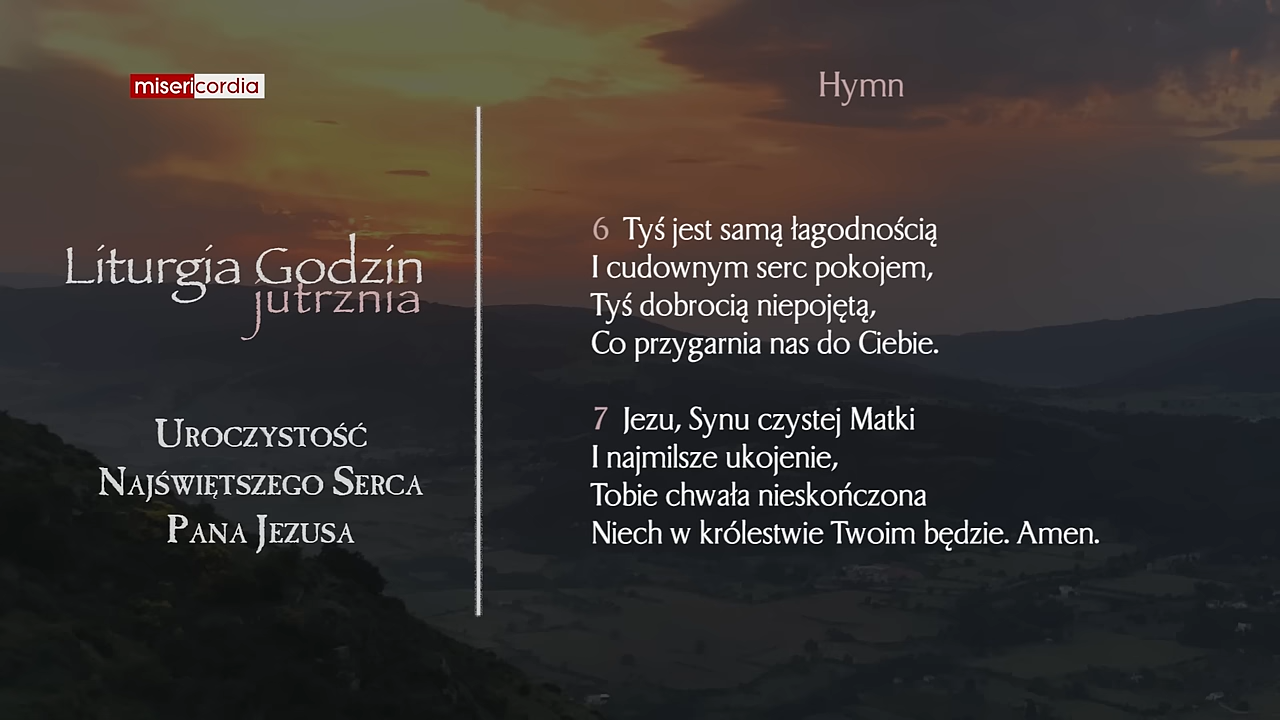 misericordia
Liturgia Godzin
jutrznia
Uroczystość
Najświętszego Serca
Pana Jezusa
Hymn
6 Tyś jest samą łagodnością
I cudownym serc pokojem,
Tyś dobrocią niepojętą,
Co przygarnia nas do Ciebie.
7 Jezu, Synu czystej Matki
I najmilsze ukojenie,
Tobie chwała nieskończona
Niech w królestwie Twoim będzie. Amen.